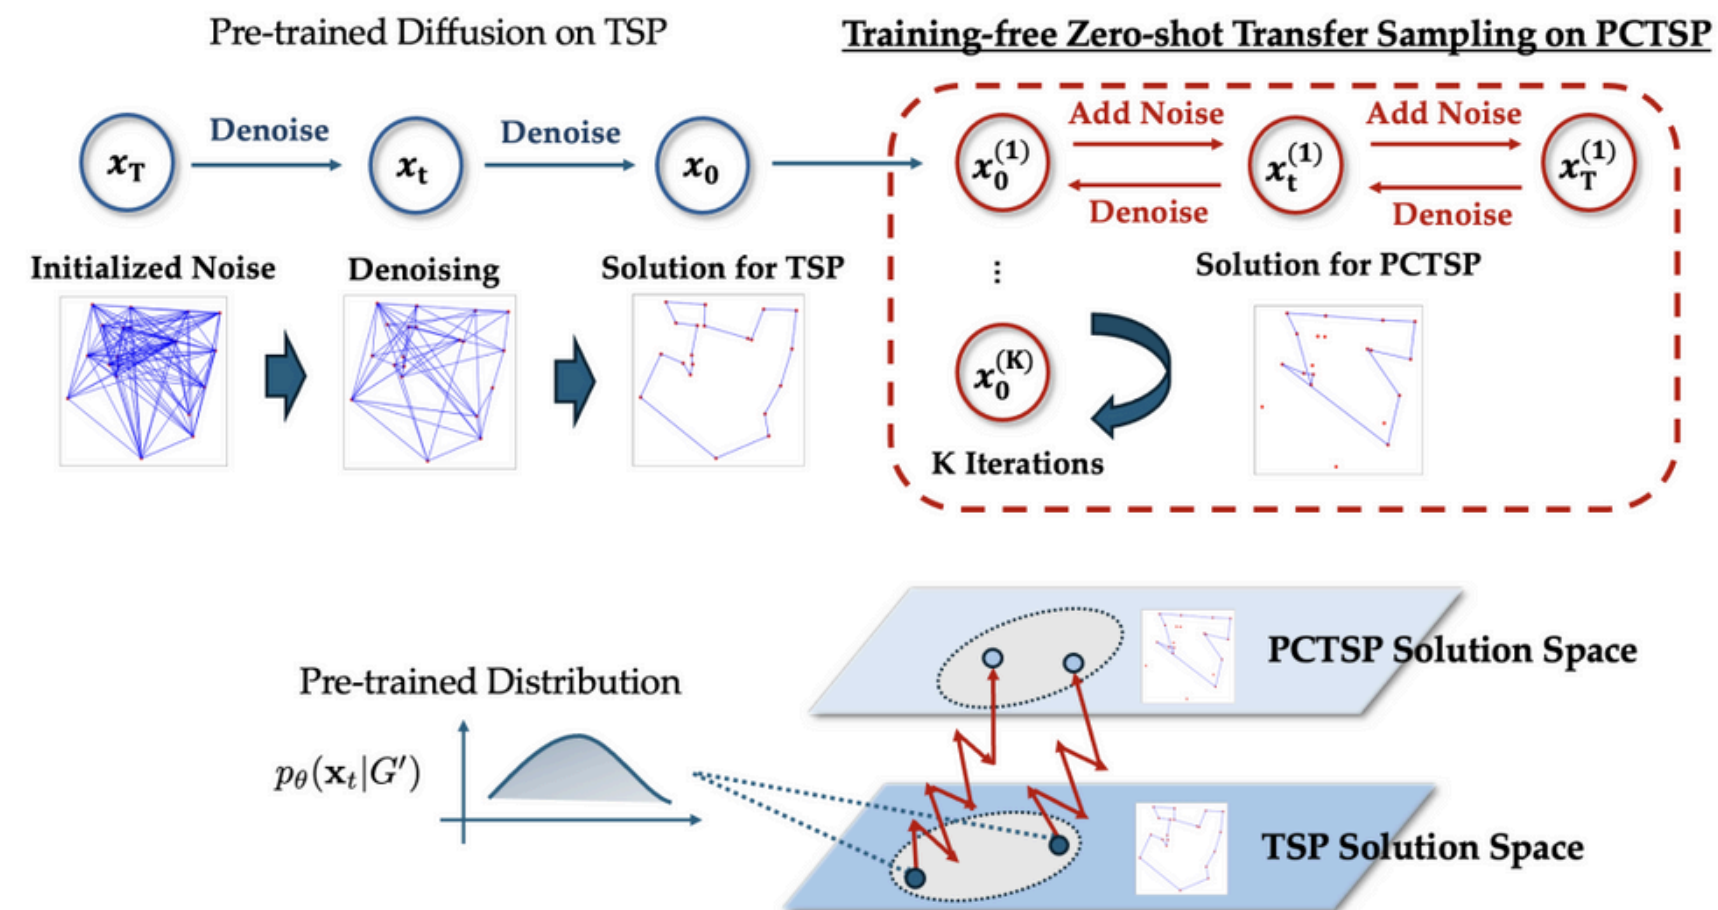 Pre-trained Diffusion on TSP
Training-free Zero-shot Transfer Sampling on PCTSP
x_T
Denoise
x_t
Denoise
x_0
x_0^(1)
Add Noise
Denoise
x_t^(1)
Add Noise
Denoise
x_T^(1)
Initialized Noise
Denoising
Solution for TSP
⋮
Solution for PCTSP
x_0^(K)
K Iterations
PCTSP Solution Space
Pre-trained Distribution
p_θ(x_t|G′)
TSP Solution Space